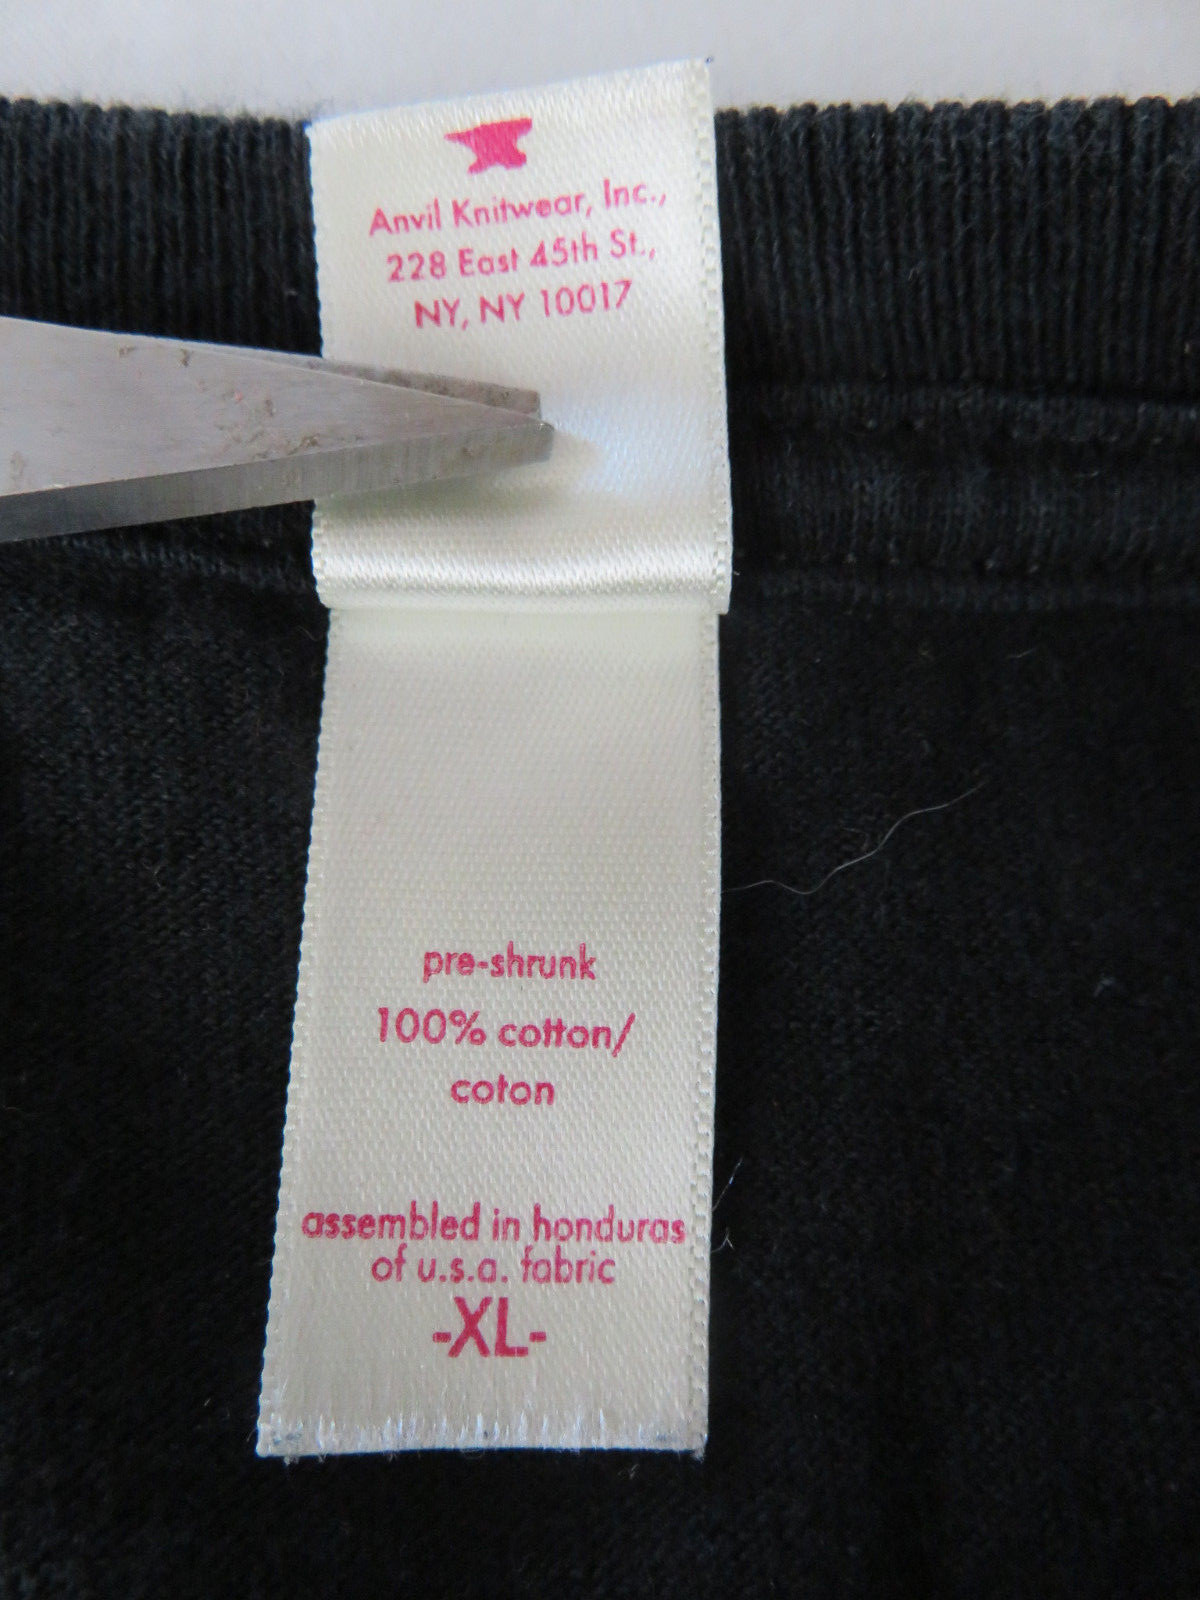 Anvil Knitwear, Inc.,
228 East 45th St.,
NY, NY 10017
pre-shrunk
100% cotton/
coton
assembled in honduras
of u.s.a. fabric
-XL-